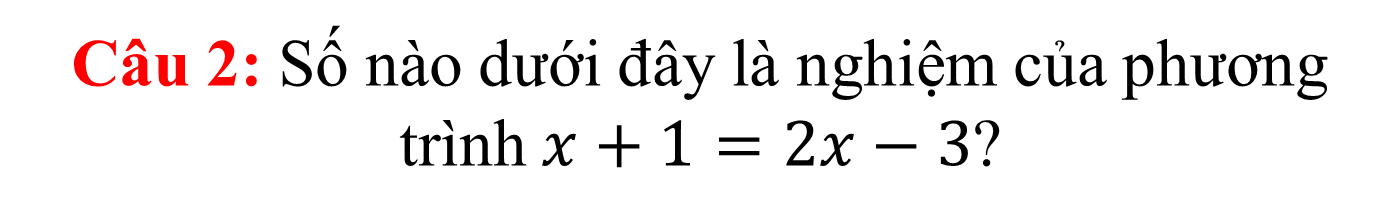 Câu 2: Số nào dưới đây là nghiệm của phương
trình x + 1 = 2x − 3?